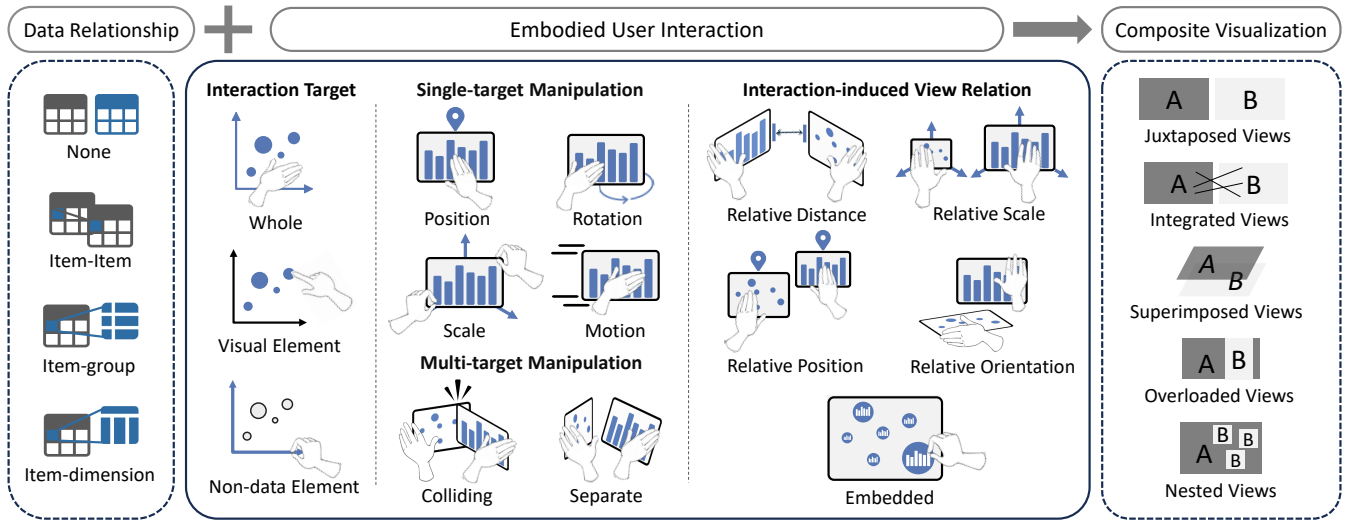 Data Relationship
Embodied User Interaction
Composite Visualization
None
Item-Item
Item-group
Item-dimension
Interaction Target
Whole
Visual Element
Non-data Element
Single-target Manipulation
Position
Rotation
Scale
Motion
Multi-target Manipulation
Colliding
Separate
Interaction-induced View Relation
Relative Distance
Relative Scale
Relative Position
Relative Orientation
Embedded
A B
Juxtaposed Views
A B
Integrated Views
A
B
Superimposed Views
A B
Overloaded Views
A B B B
Nested Views